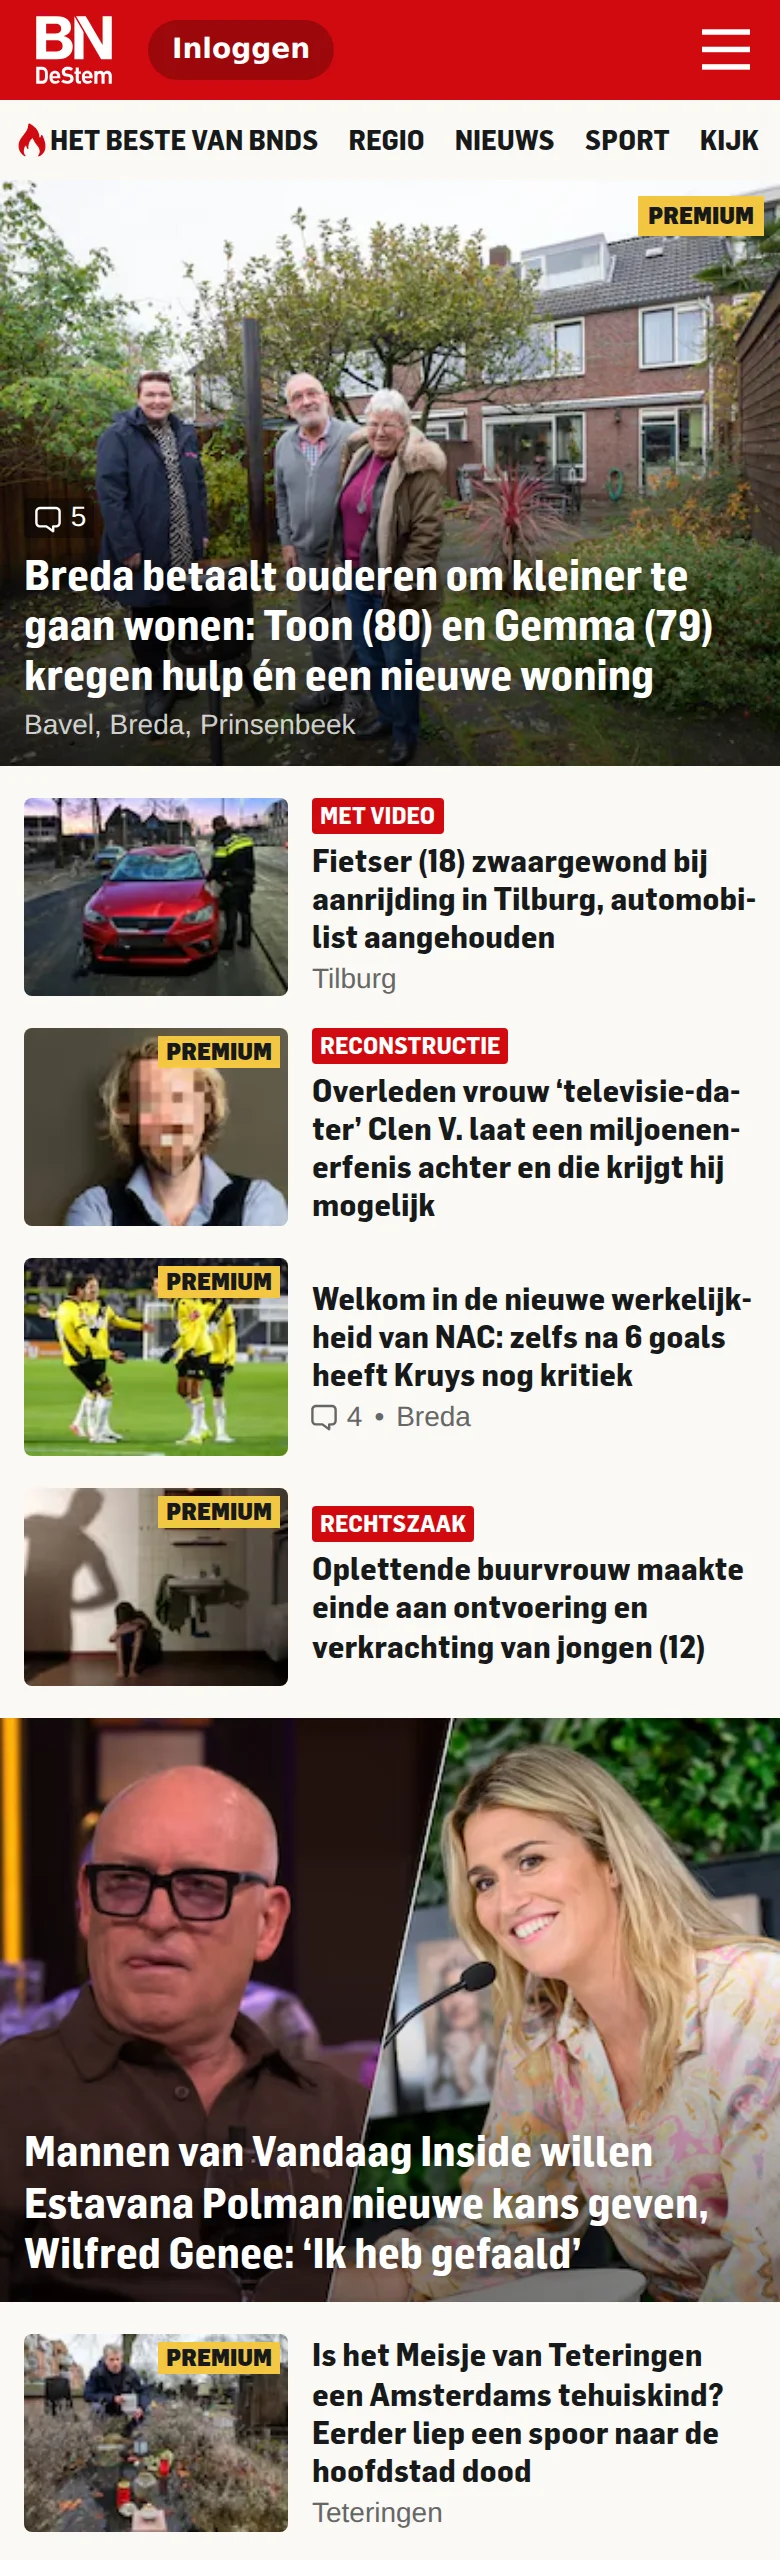 BN
DeStem
Inloggen
HET BESTE VAN BNDS REGIO NIEUWS SPORT KIJK
PREMIUM
5
Breda betaalt ouderen om kleiner te
gaan wonen: Toon (80) en Gemma (79)
kregen hulp én een nieuwe woning
Bavel, Breda, Prinsenbeek
MET VIDEO
Fietser (18) zwaargewond bij
aanrijding in Tilburg, automobi-
list aangehouden
Tilburg
PREMIUM
RECONSTRUCTIE
Overleden vrouw ‘televisie-da-
ter’ Clen V. laat een miljoenen-
erfenis achter en die krijgt hij
mogelijk
PREMIUM
Welkom in de nieuwe werkelijk-
heid van NAC: zelfs na 6 goals
heeft Kruys nog kritiek
4 • Breda
PREMIUM
RECHTSZAAK
Oplettende buurvrouw maakte
einde aan ontvoering en
verkrachting van jongen (12)
Mannen van Vandaag Inside willen
Estavana Polman nieuwe kans geven,
Wilfred Genee: ‘Ik heb gefaald’
PREMIUM
Is het Meisje van Teteringen
een Amsterdams tehuiskind?
Eerder liep een spoor naar de
hoofdstad dood
Teteringen